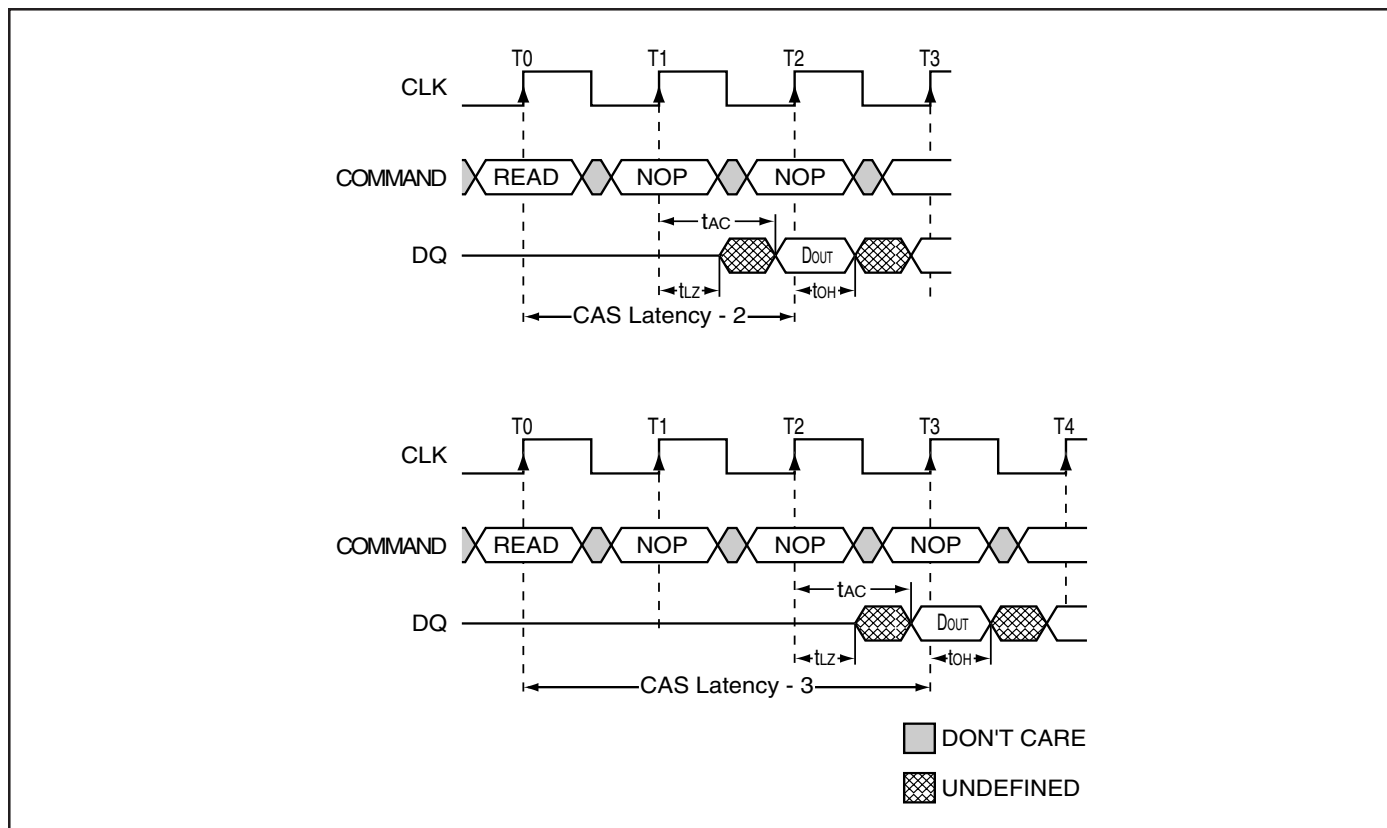 T0 T1 T2 T3
CLK
COMMAND READ NOP NOP
tAC
DQ DOUT
tLZ tOH
CAS Latency - 2
T0 T1 T2 T3 T4
CLK
COMMAND READ NOP NOP NOP
tAC
DQ DOUT
tLZ tOH
CAS Latency - 3
DON'T CARE
UNDEFINED